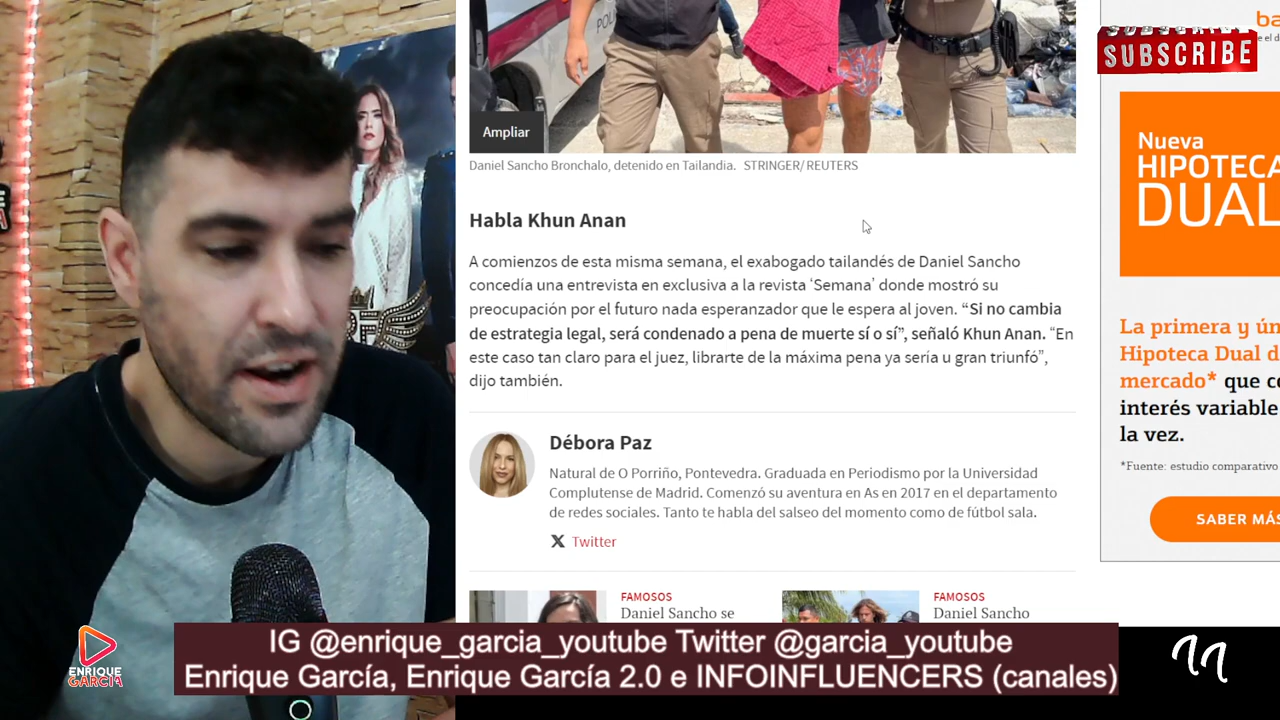 SUBSCRIBE
Ampliar
Daniel Sancho Bronchalo, detenido en Tailandia. STRINGER/ REUTERS
Habla Khun Anan
A comienzos de esta misma semana, el exabogado tailandés de Daniel Sancho
concedía una entrevista en exclusiva a la revista ‘Semana’ donde mostró su
preocupación por el futuro nada esperanzador que le espera al joven. “Si no cambia
de estrategia legal, será condenado a pena de muerte sí o sí”, señaló Khun Anan. “En
este caso tan claro para el juez, librarte de la máxima pena ya sería u gran triunfó”,
dijo también.
Débora Paz
Natural de O Porriño, Pontevedra. Graduada en Periodismo por la Universidad
Complutense de Madrid. Comenzó su aventura en As en 2017 en el departamento
de redes sociales. Tanto te habla del salseo del momento como de fútbol sala.
X Twitter
FAMOSOS
Daniel Sancho se
FAMOSOS
Daniel Sancho
Nueva
HIPOTECA
DUAL
La primera y ún
Hipoteca Dual d
mercado* que co
interés variable
la vez.
*Fuente: estudio comparativo
SABER MÁS
ENRIQUE
GARCÍA
IG @enrique_garcia_youtube Twitter @garcia_youtube
Enrique García, Enrique García 2.0 e INFOINFLUENCERS (canales)